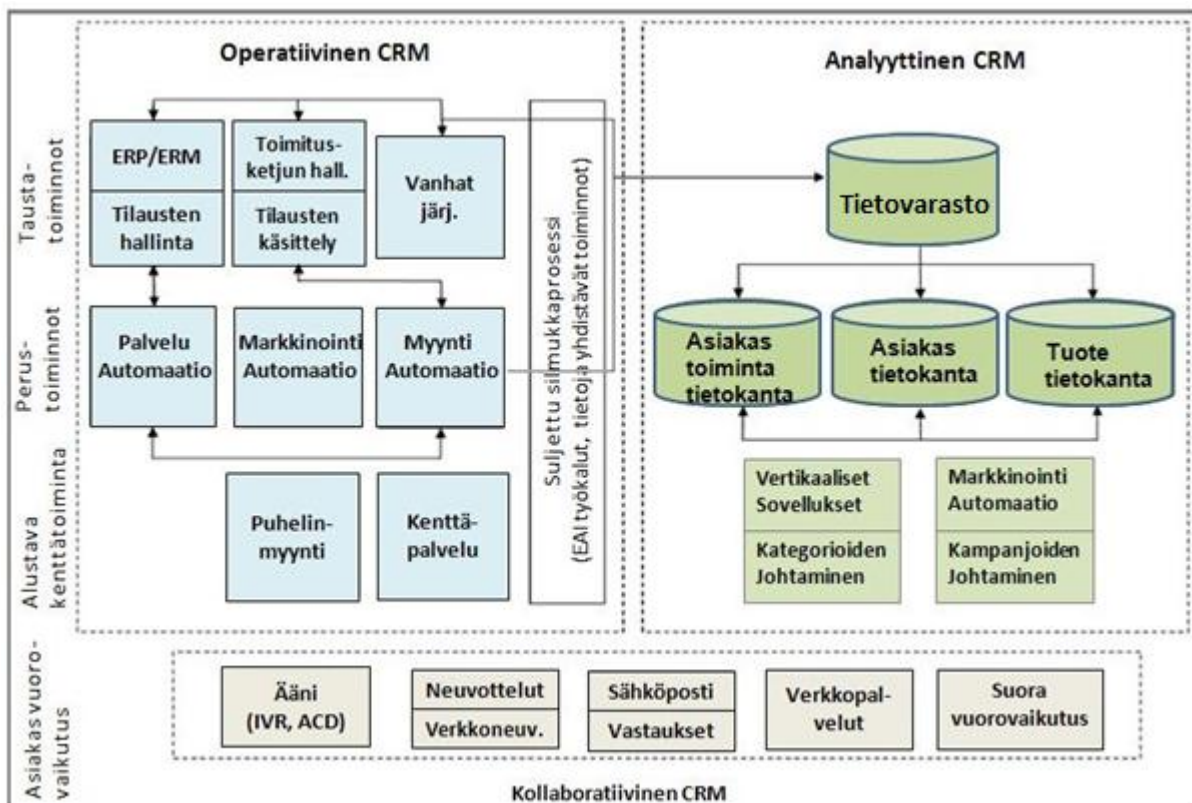 Operatiivinen CRM
Analyyttinen CRM
Tausta-
toiminnot
ERP/ERM
Tilausten
hallinta
Toimitus-
ketjun hall.
Tilausten
käsittely
Vanhat
järj.
Suljettu silmukkaprosessi
(EAI työkalut, tietoja yhdistävät toiminnot)
Tietovarasto
Perus-
toiminnot
Palvelu
Automaatio
Markkinointi
Automaatio
Myynti
Automaatio
Asiakas
toiminta
tietokanta
Asiakas
tietokanta
Tuote
tietokanta
Alustava
kenttätoiminta
Puhelin-
myynti
Kenttä-
palvelu
Vertikaaliset
Sovellukset
Kategorioiden
Johtaminen
Markkinointi
Automaatio
Kampanjoiden
Johtaminen
Asiakasvuoro-
vaikutus
Ääni
(IVR, ACD)
Neuvottelut
Verkkoneuv.
Sähköposti
Vastaukset
Verkkopal-
velut
Suora
vuorovaikutus
Kollaboratiivinen CRM